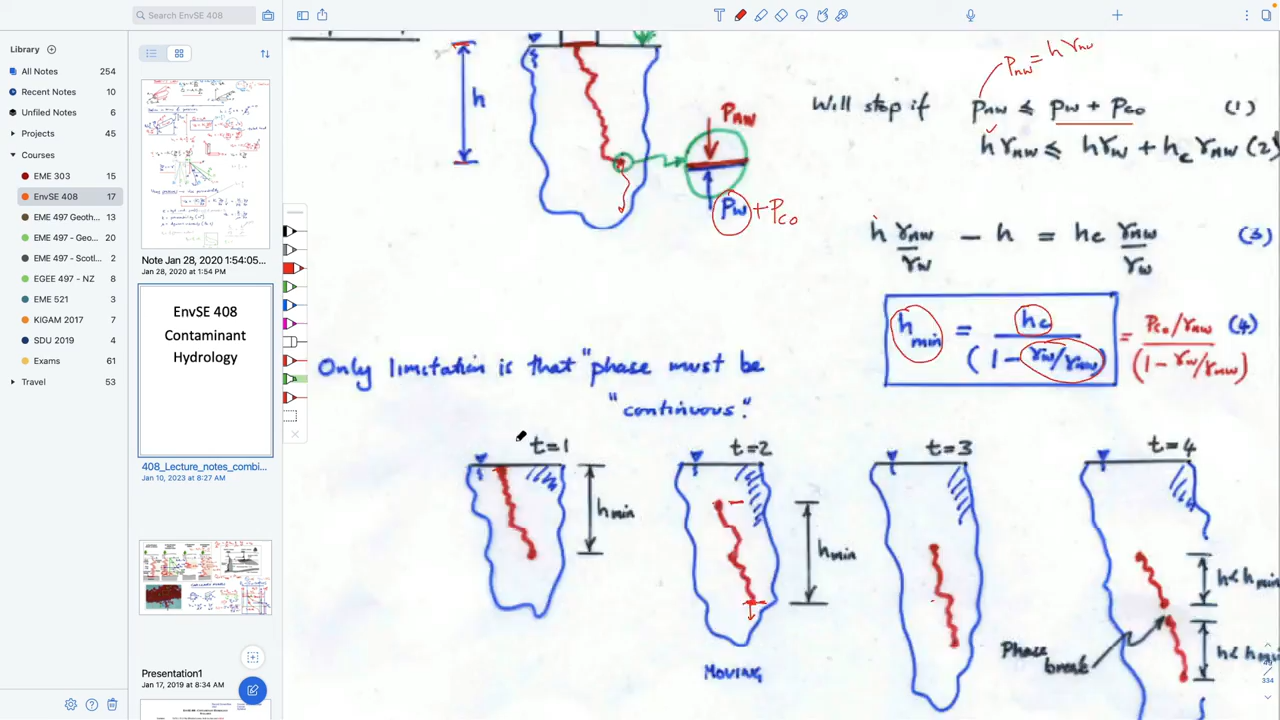 Search EnvSE 408
Library
All Notes 254
Recent Notes 10
Unfiled Notes 6
Projects 45
Courses
EME 303 15
EnvSE 408 17
EME 497 Geoth... 13
EME 497 - Geo... 20
EME 497 - Scotl... 2
EGEE 497 - NZ 8
EME 521 3
KIGAM 2017 7
SDU 2019 4
Exams 61
Travel 53
Note Jan 28, 2020 1:54:05...
Jan 28, 2020 at 1:54 PM
EnvSE 408
Contaminant
Hydrology
408_Lecture_notes_combi...
Jan 10, 2023 at 8:27 AM
Presentation1
Jan 17, 2019 at 8:34 AM
h
PNW
Pw + Pco
Pnw = hγnw
Will stop if Pnw ≤ Pw + Pco (1)
hγnw ≤ hγw + hcγnw (2)
h γnw/γw - h = hc γnw/γw (3)
hmin = hc/(1 - γw/γnw) = Pco/γnw/(1 - γw/γnw) (4)
Only limitation is that "phase must be
"continuous".
t=1
t=2
t=3
t=4
hmin
hmin
h< hmin
h< hmin
Phase
break
MOVING
334